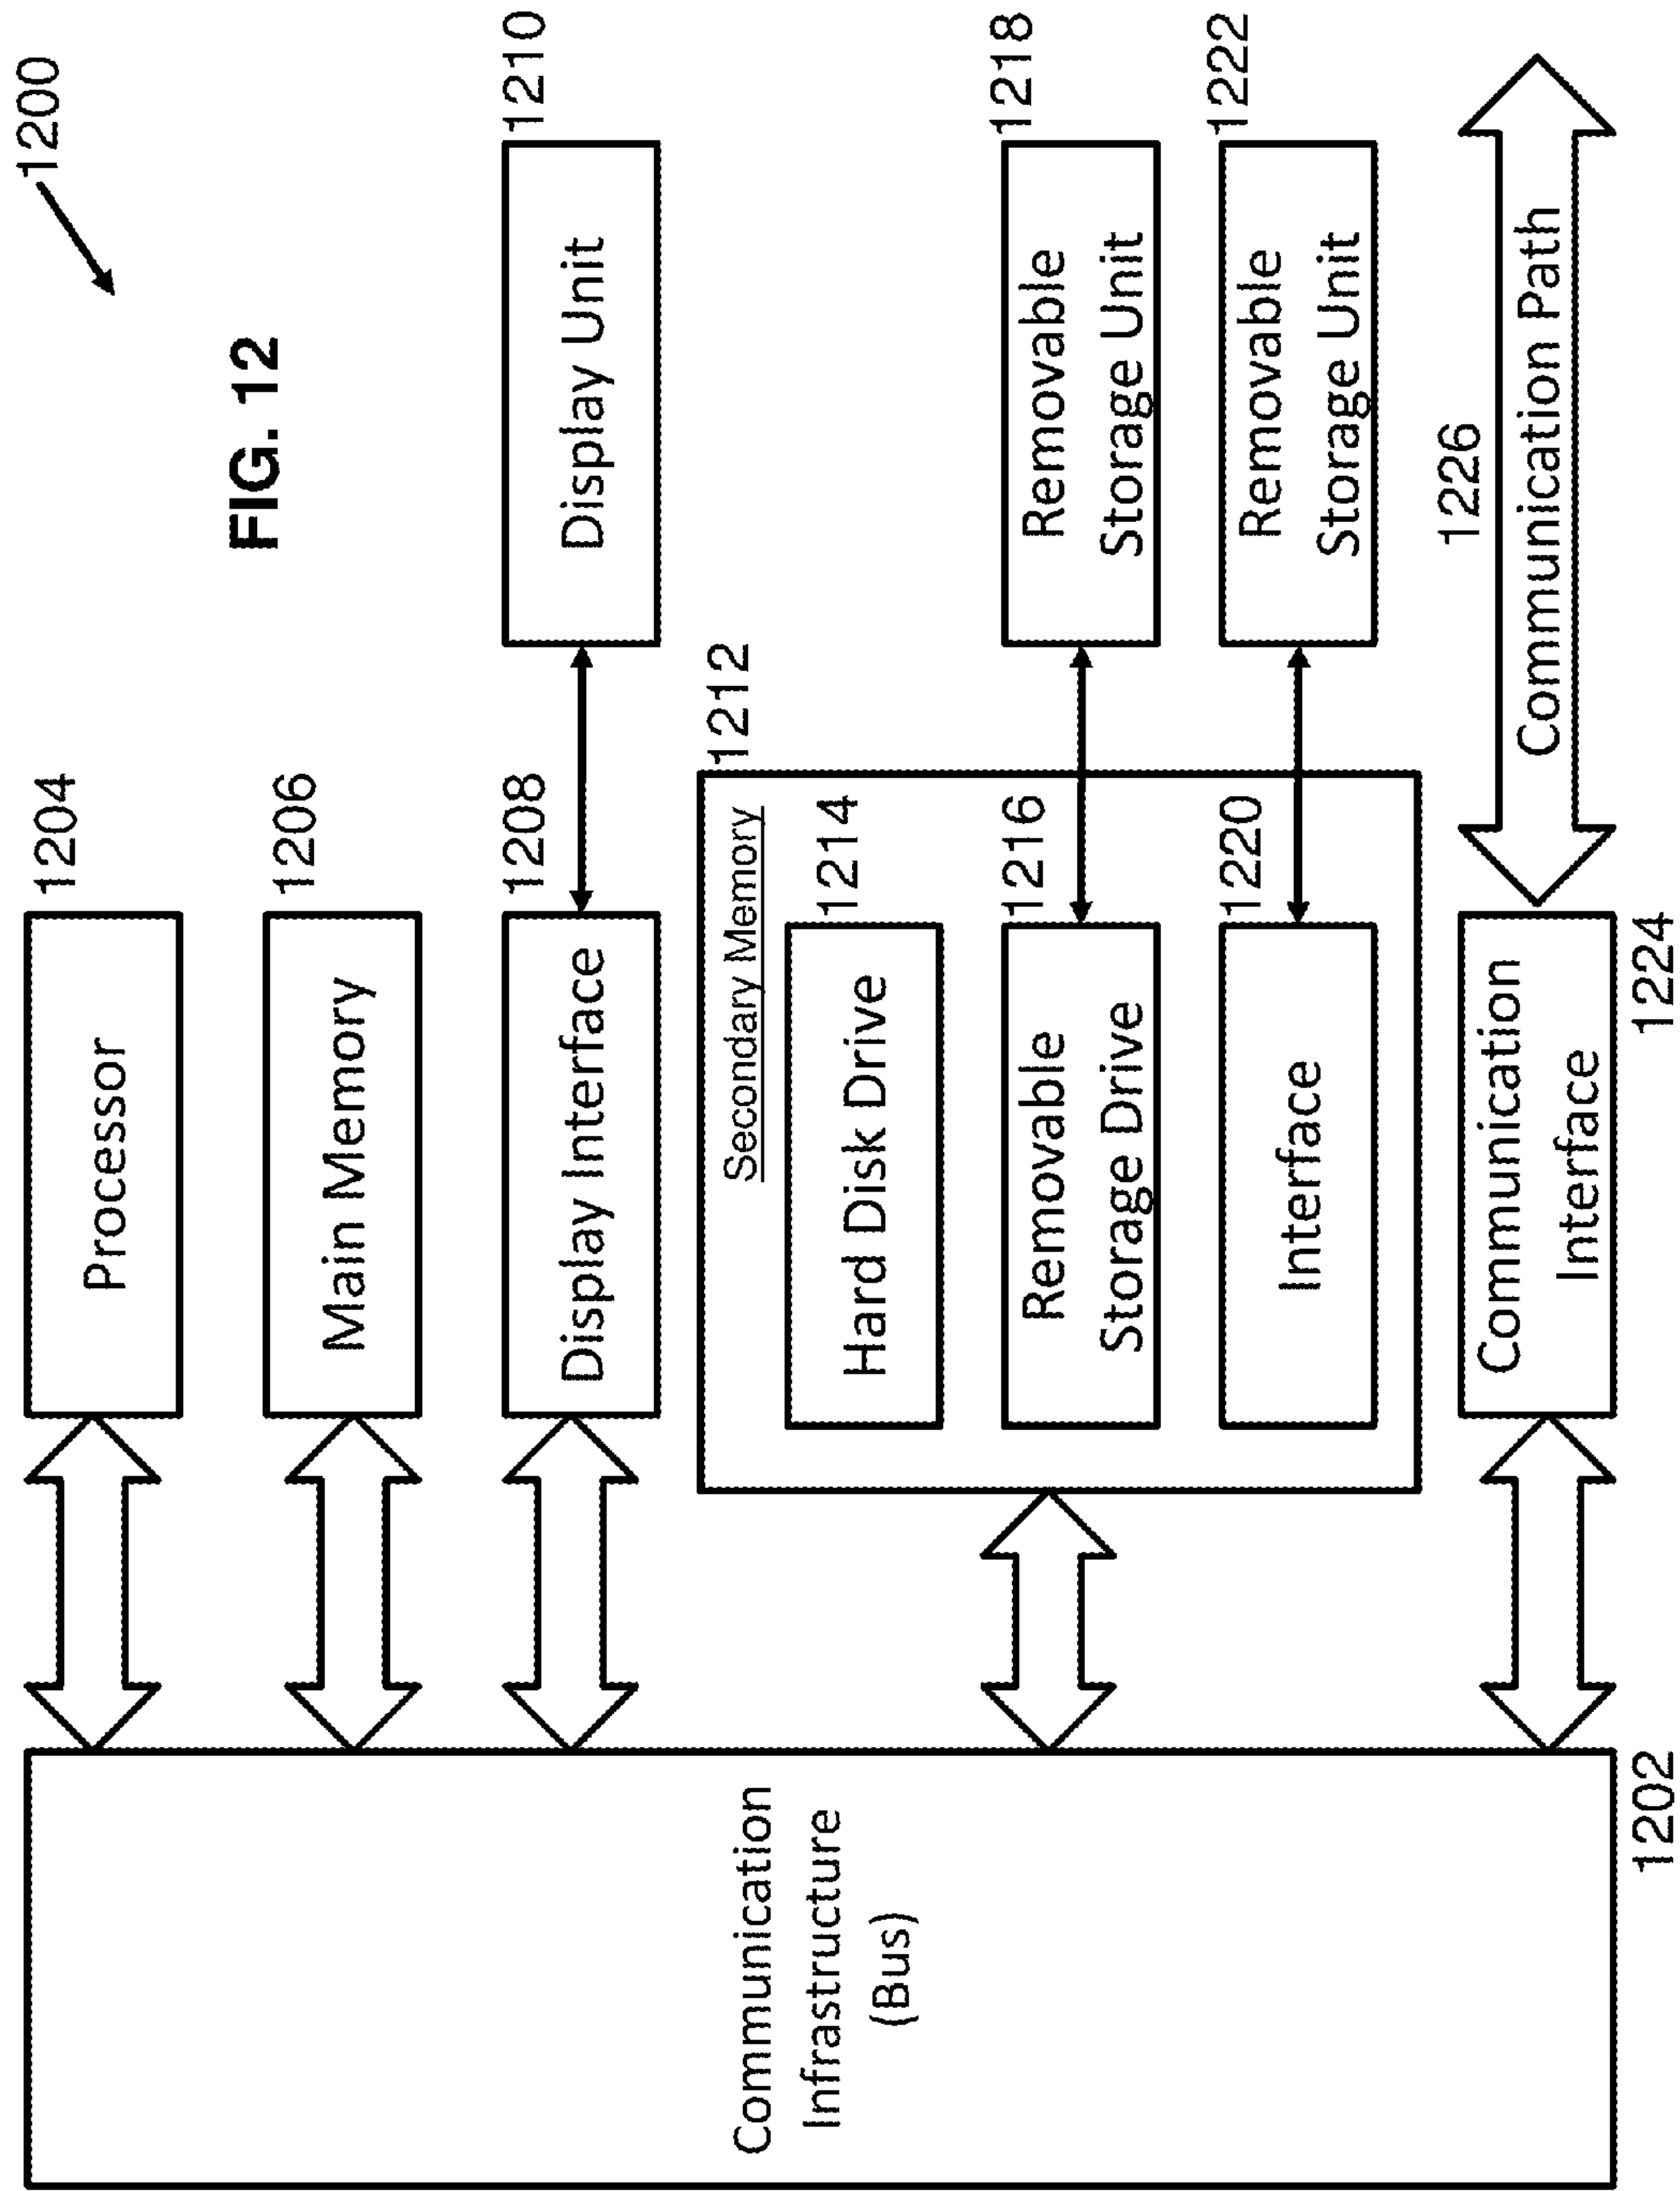 FIG. 12
1200
Communication
Infrastructure
(Bus)
1202
Processor
1204
Main Memory
1206
Display Interface
1208
Display Unit
1210
Secondary Memory
1212
Hard Disk Drive
1214
Removable
Storage Drive
1216
Removable
Storage Unit
1218
Interface
1220
Removable
Storage Unit
1222
Communication
Interface
1224
1226
Communication Path